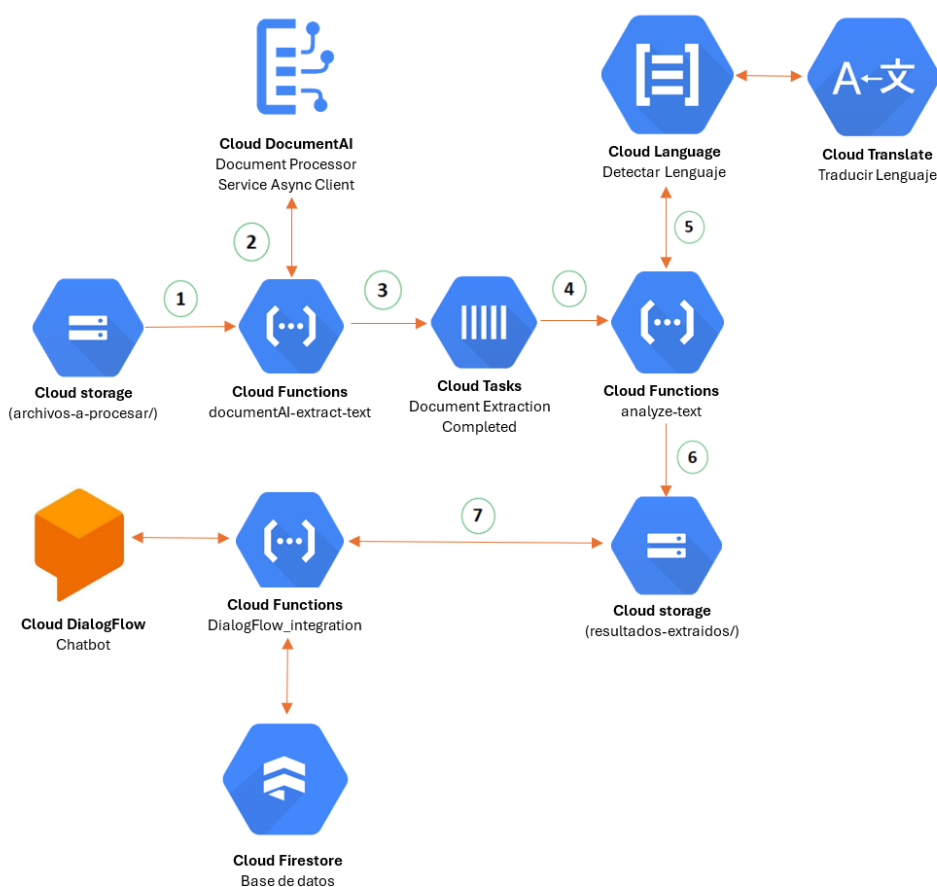 Cloud DocumentAI
Document Processor
Service Async Client
A
文
Cloud Language
Detectar Lenguaje
Cloud Translate
Traducir Lenguaje
5
2
1
3
4
Cloud storage
(archivos-a-procesar/)
Cloud Functions
documentAI-extract-text
Cloud Tasks
Document Extraction
Completed
Cloud Functions
analyze-text
6
7
Cloud DialogFlow
Chatbot
Cloud Functions
DialogFlow_integration
Cloud storage
(resultados-extraidos/)
Cloud Firestore
Base de datos